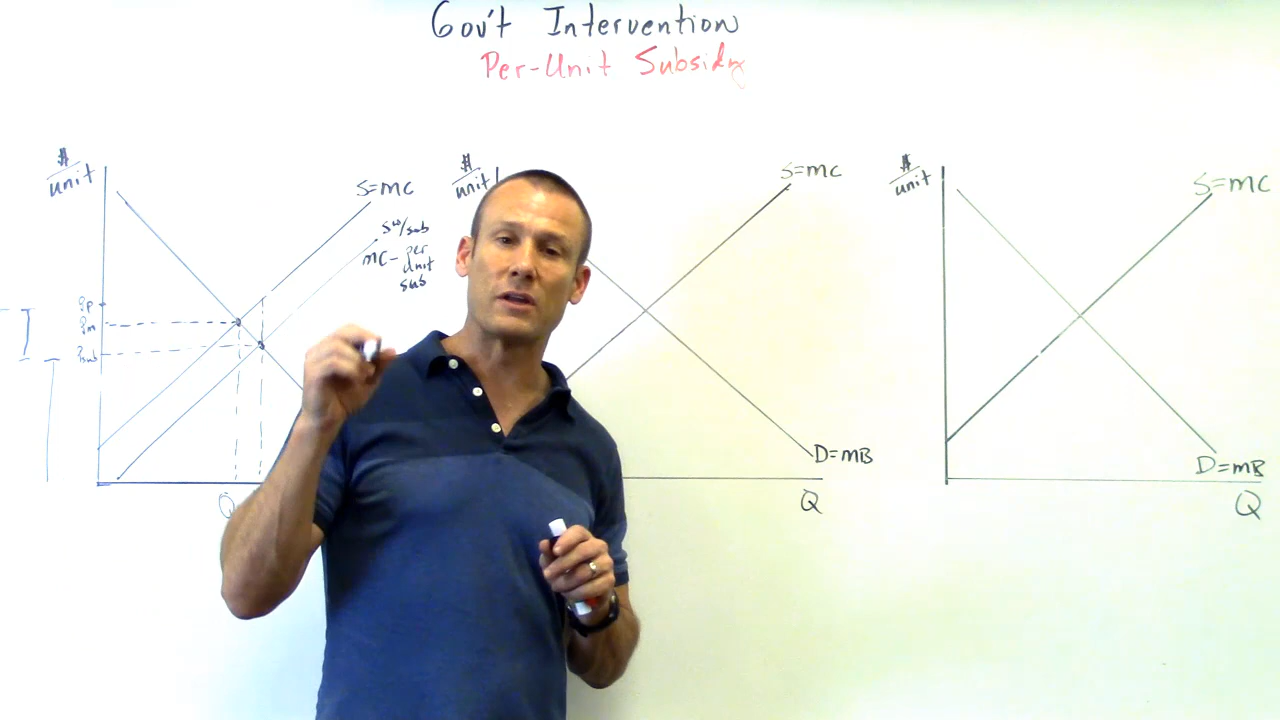 Gov't Intervention
Per-Unit Subsidy
$/unit
S=MC
S w/sub
MC- per unit sub
Pp
Pm
Psub
Q
$/unit
S=MC
D=MB
Q
$/unit
S=MC
D=MB
Q